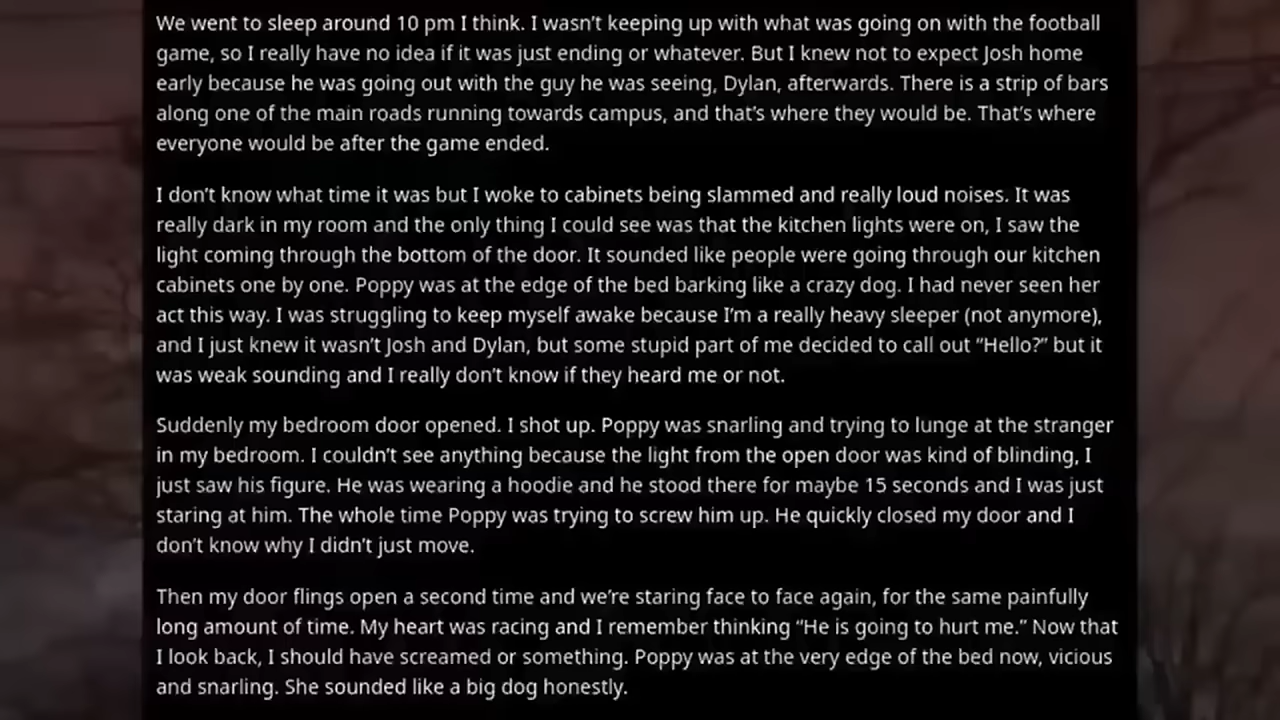 We went to sleep around 10 pm I think. I wasn’t keeping up with what was going on with the football
game, so I really have no idea if it was just ending or whatever. But I knew not to expect Josh home
early because he was going out with the guy he was seeing, Dylan, afterwards. There is a strip of bars
along one of the main roads running towards campus, and that’s where they would be. That’s where
everyone would be after the game ended.
I don’t know what time it was but I woke to cabinets being slammed and really loud noises. It was
really dark in my room and the only thing I could see was that the kitchen lights were on, I saw the
light coming through the bottom of the door. It sounded like people were going through our kitchen
cabinets one by one. Poppy was at the edge of the bed barking like a crazy dog. I had never seen her
act this way. I was struggling to keep myself awake because I’m a really heavy sleeper (not anymore),
and I just knew it wasn’t Josh and Dylan, but some stupid part of me decided to call out “Hello?” but it
was weak sounding and I really don’t know if they heard me or not.
Suddenly my bedroom door opened. I shot up. Poppy was snarling and trying to lunge at the stranger
in my bedroom. I couldn’t see anything because the light from the open door was kind of blinding, I
just saw his figure. He was wearing a hoodie and he stood there for maybe 15 seconds and I was just
staring at him. The whole time Poppy was trying to screw him up. He quickly closed my door and I
don’t know why I didn’t just move.
Then my door flings open a second time and we’re staring face to face again, for the same painfully
long amount of time. My heart was racing and I remember thinking “He is going to hurt me.” Now that
I look back, I should have screamed or something. Poppy was at the very edge of the bed now, vicious
and snarling. She sounded like a big dog honestly.